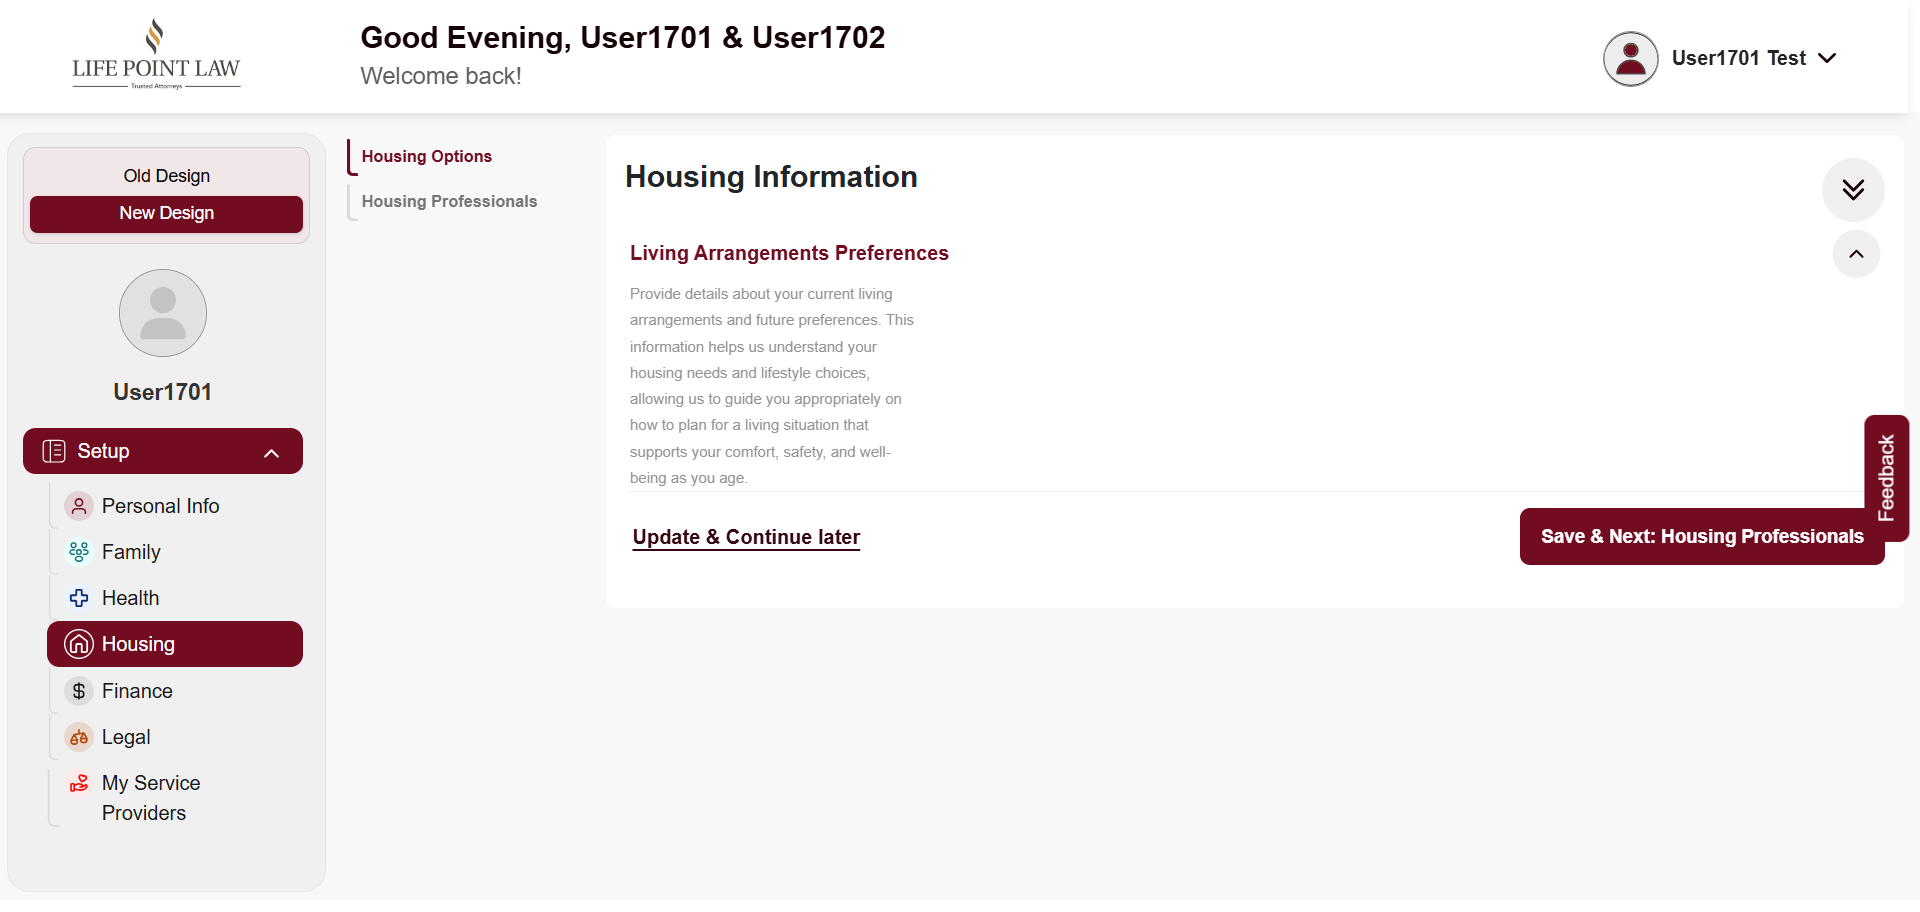 LIFE POINT LAW
Trusted Attorneys
Good Evening, User1701 & User1702
Welcome back!
User1701 Test
Old Design
New Design
User1701
Setup
Personal Info
Family
Health
Housing
Finance
Legal
My Service
Providers
Housing Options
Housing Professionals
Housing Information
Living Arrangements Preferences
Provide details about your current living
arrangements and future preferences. This
information helps us understand your
housing needs and lifestyle choices,
allowing us to guide you appropriately on
how to plan for a living situation that
supports your comfort, safety, and well-
being as you age.
Update & Continue later
Save & Next: Housing Professionals
Feedback